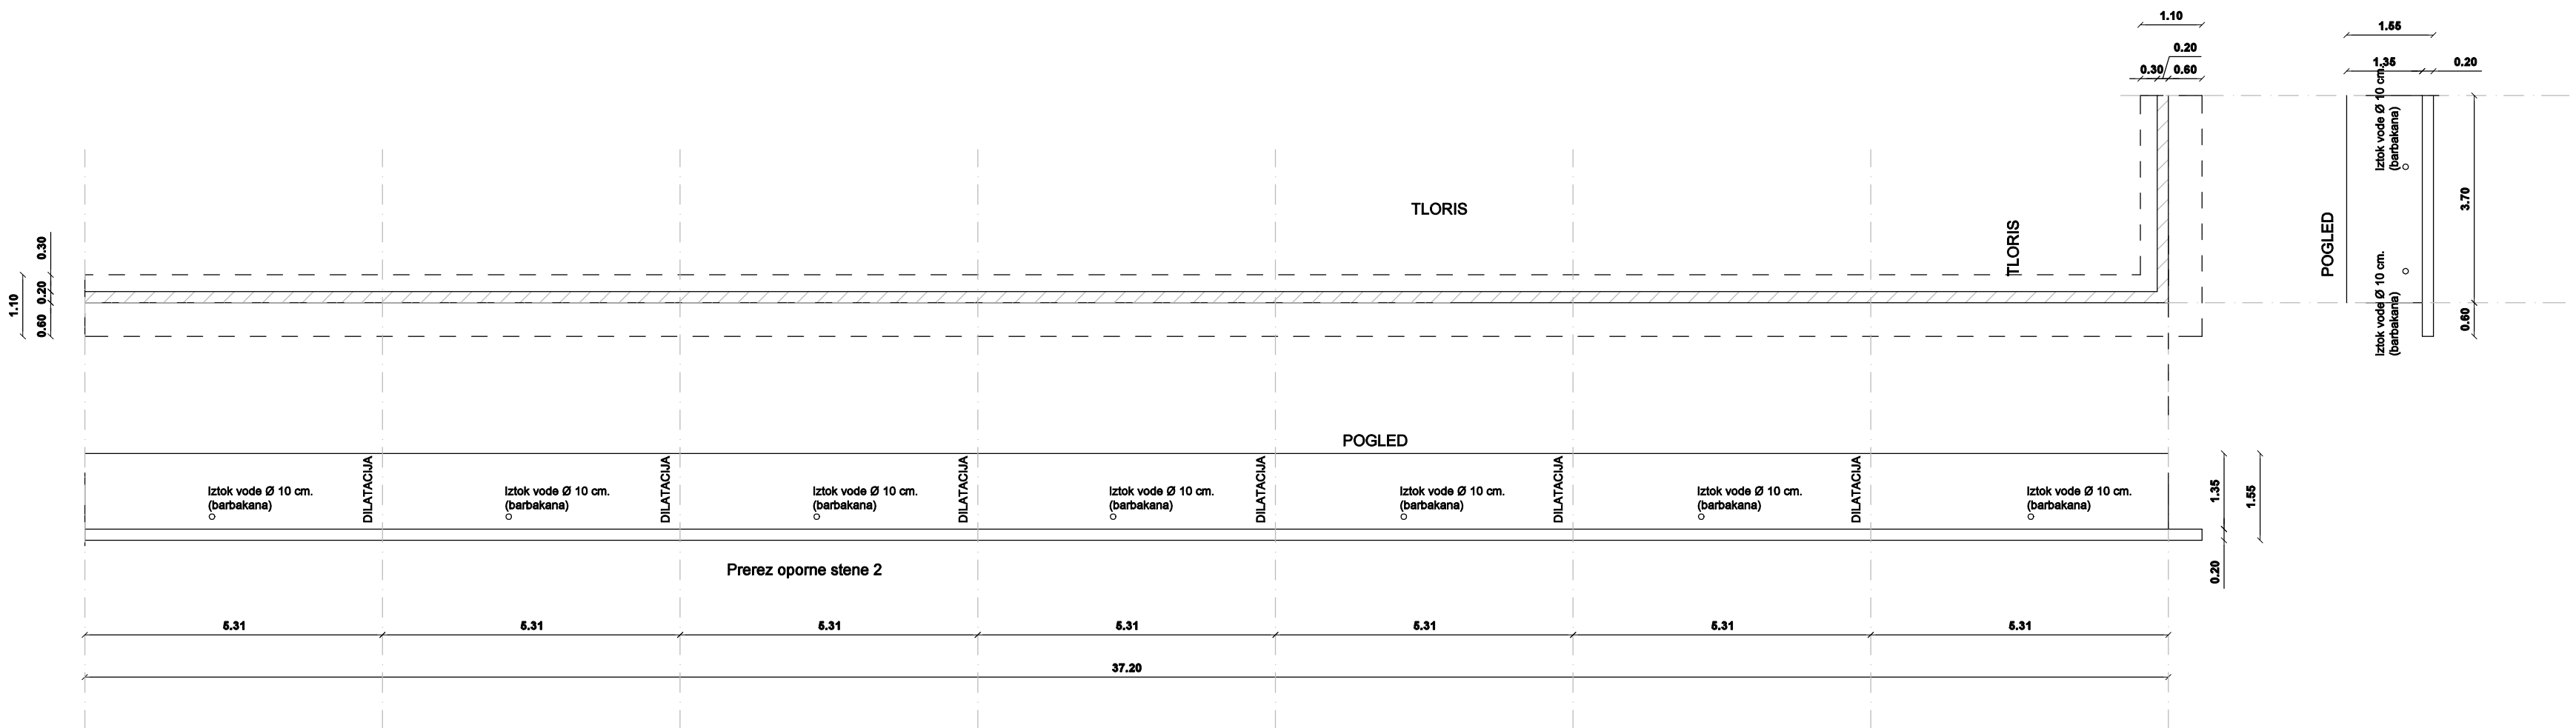 1.10
1.55
0.20
0.30
0.60
1.35
0.20
Iztok vode Ø 10 cm.
(barbakana)
TLORIS
TLORIS
POGLED
3.70
0.30
0.20
0.60
1.10
Iztok vode Ø 10 cm.
(barbakana)
0.60
POGLED
DILATACIJA
DILATACIJA
DILATACIJA
DILATACIJA
DILATACIJA
DILATACIJA
Iztok vode Ø 10 cm.
(barbakana)
Iztok vode Ø 10 cm.
(barbakana)
Iztok vode Ø 10 cm.
(barbakana)
Iztok vode Ø 10 cm.
(barbakana)
Iztok vode Ø 10 cm.
(barbakana)
Iztok vode Ø 10 cm.
(barbakana)
Iztok vode Ø 10 cm.
(barbakana)
1.35
1.55
0.20
Prerez oporne stene 2
5.31
5.31
5.31
5.31
5.31
5.31
5.31
37.20